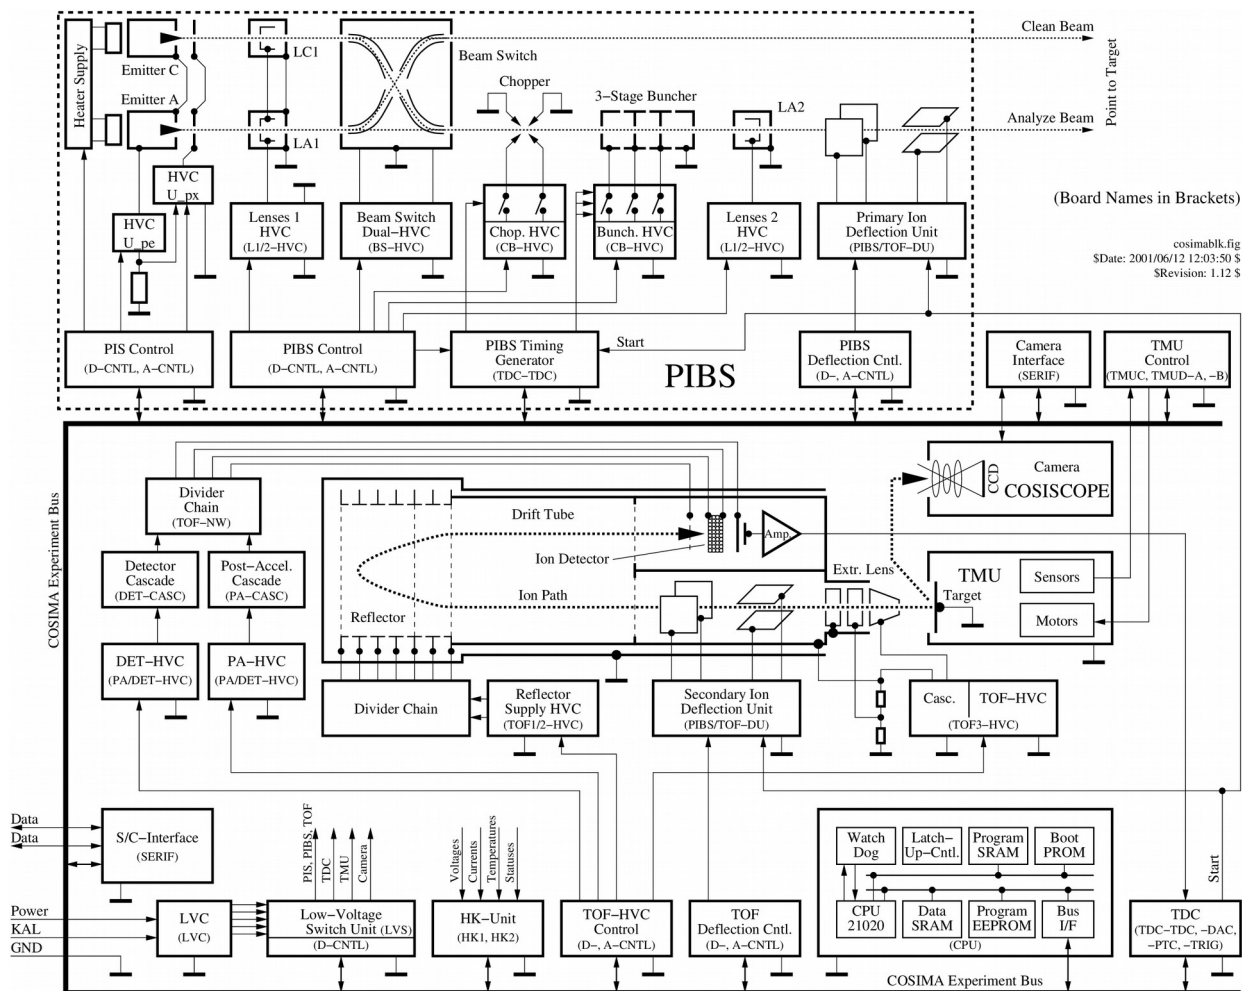 Heater Supply
Emitter C
Emitter A
LC1
LA1
Beam Switch
Chopper
3-Stage Buncher
LA2
Clean Beam
Analyze Beam
Point to Target
HVC
U_px
HVC
U_pe
Lenses 1
HVC
(L1/2-HVC)
Beam Switch
Dual-HVC
(BS-HVC)
Chop. HVC
(CB-HVC)
Bunch. HVC
(CB-HVC)
Lenses 2
HVC
(L1/2-HVC)
Primary Ion
Deflection Unit
(PIBS/TOF-DU)
(Board Names in Brackets)
cosimablk.fig
$Date: 2001/06/12 12:03:50 $
$Revision: 1.12 $
PIS Control
(D-CNTL, A-CNTL)
PIBS Control
(D-CNTL, A-CNTL)
PIBS Timing
Generator
(TDC-TDC)
Start
PIBS
PIBS
Deflection Cntl.
(D-, A-CNTL)
Camera
Interface
(SERIF)
TMU
Control
(TMUC, TMUD-A, -B)
COSIMA Experiment Bus
Divider
Chain
(TOF-NW)
Detector
Cascade
(DET-CASC)
Post-Accel.
Cascade
(PA-CASC)
DET-HVC
(PA/DET-HVC)
PA-HVC
(PA/DET-HVC)
Drift Tube
Ion Detector
Amp.
Ion Path
Reflector
Extr. Lens
CCD
Camera
COSISCOPE
TMU
Target
Sensors
Motors
Divider Chain
Reflector
Supply HVC
(TOF1/2-HVC)
Secondary Ion
Deflection Unit
(PIBS/TOF-DU)
Casc.
TOF-HVC
(TOF3-HVC)
Data
Data
S/C-Interface
(SERIF)
PIS, PIBS, TOF
TDC
TMU
Camera
Voltages
Currents
Temperatures
Statuses
Power
KAL
GND
LVC
(LVC)
Low-Voltage
Switch Unit (LVS)
(D-CNTL)
HK-Unit
(HK1, HK2)
TOF-HVC
Control
(D-, A-CNTL)
TOF
Deflection Cntl.
(D-, A-CNTL)
Watch
Dog
Latch-
Up-Cntl.
Program
SRAM
Boot
PROM
CPU
21020
Data
SRAM
Program
EEPROM
Bus
I/F
(CPU)
Start
TDC
(TDC-TDC, -DAC,
-PTC, -TRIG)
COSIMA Experiment Bus